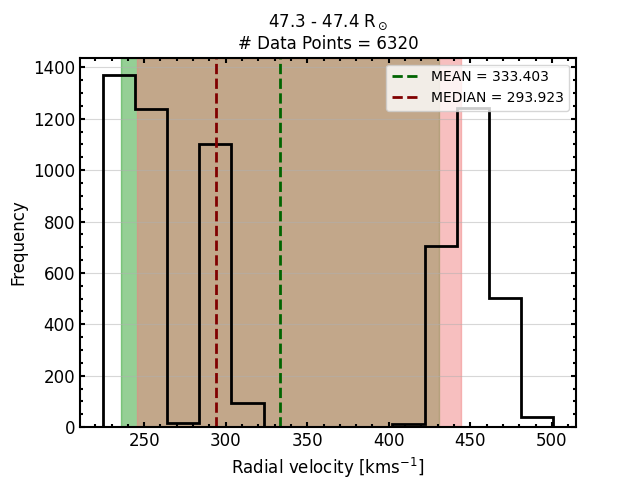 47.3 - 47.4 R⊙
# Data Points = 6320
MEAN = 333.403
MEDIAN = 293.923
Frequency
1400
1200
1000
800
600
400
200
0
250 300 350 400 450 500
Radial velocity [kms⁻¹]